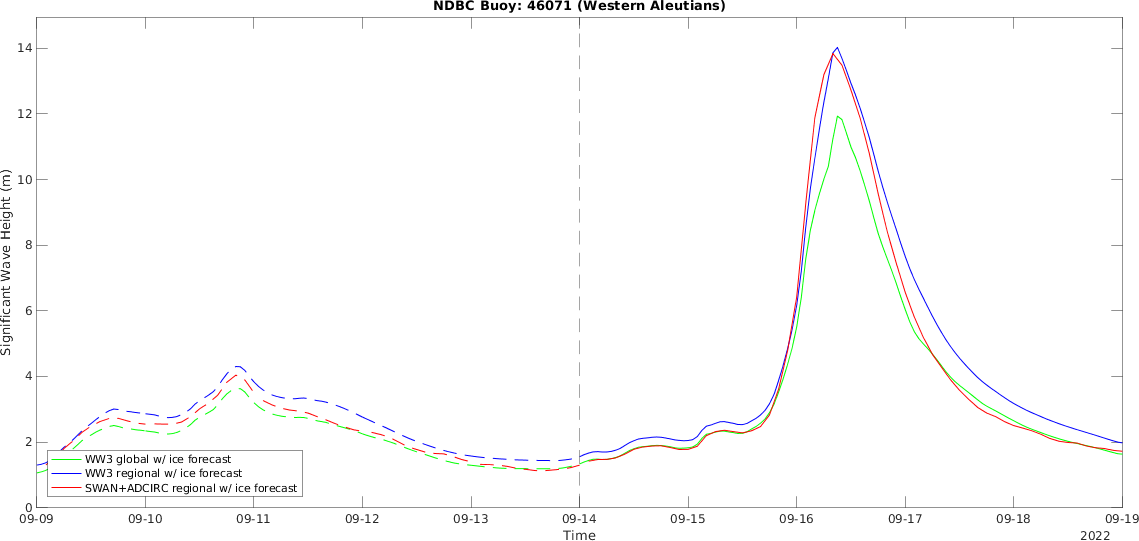 NDBC Buoy: 46071 (Western Aleutians)
Significant Wave Height (m)
14
12
10
8
6
4
2
0
WW3 global w/ ice forecast
WW3 regional w/ ice forecast
SWAN+ADCIRC regional w/ ice forecast
09-09 09-10 09-11 09-12 09-13 09-14 09-15 09-16 09-17 09-18 09-19
Time
2022